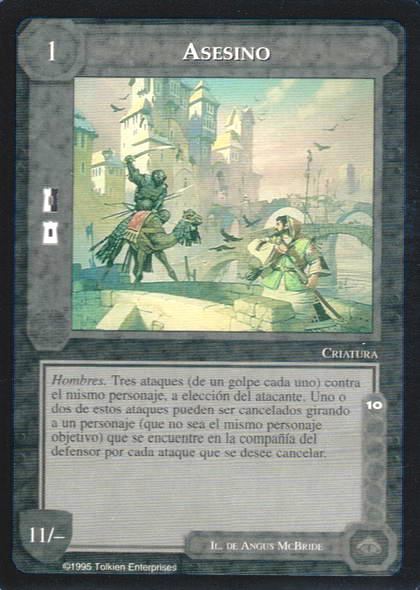 1
ASESINO
CRIATURA
Hombres. Tres ataques (de un golpe cada uno) contra
el mismo personaje, a elección del atacante. Uno o
dos de estos ataques pueden ser cancelados girando
a un personaje (que no sea el mismo personaje
objetivo) que se encuentre en la compañía del
defensor por cada ataque que se desee cancelar.
10
11/–
IL. DE ANGUS MCBRIDE
©1995 Tolkien Enterprises